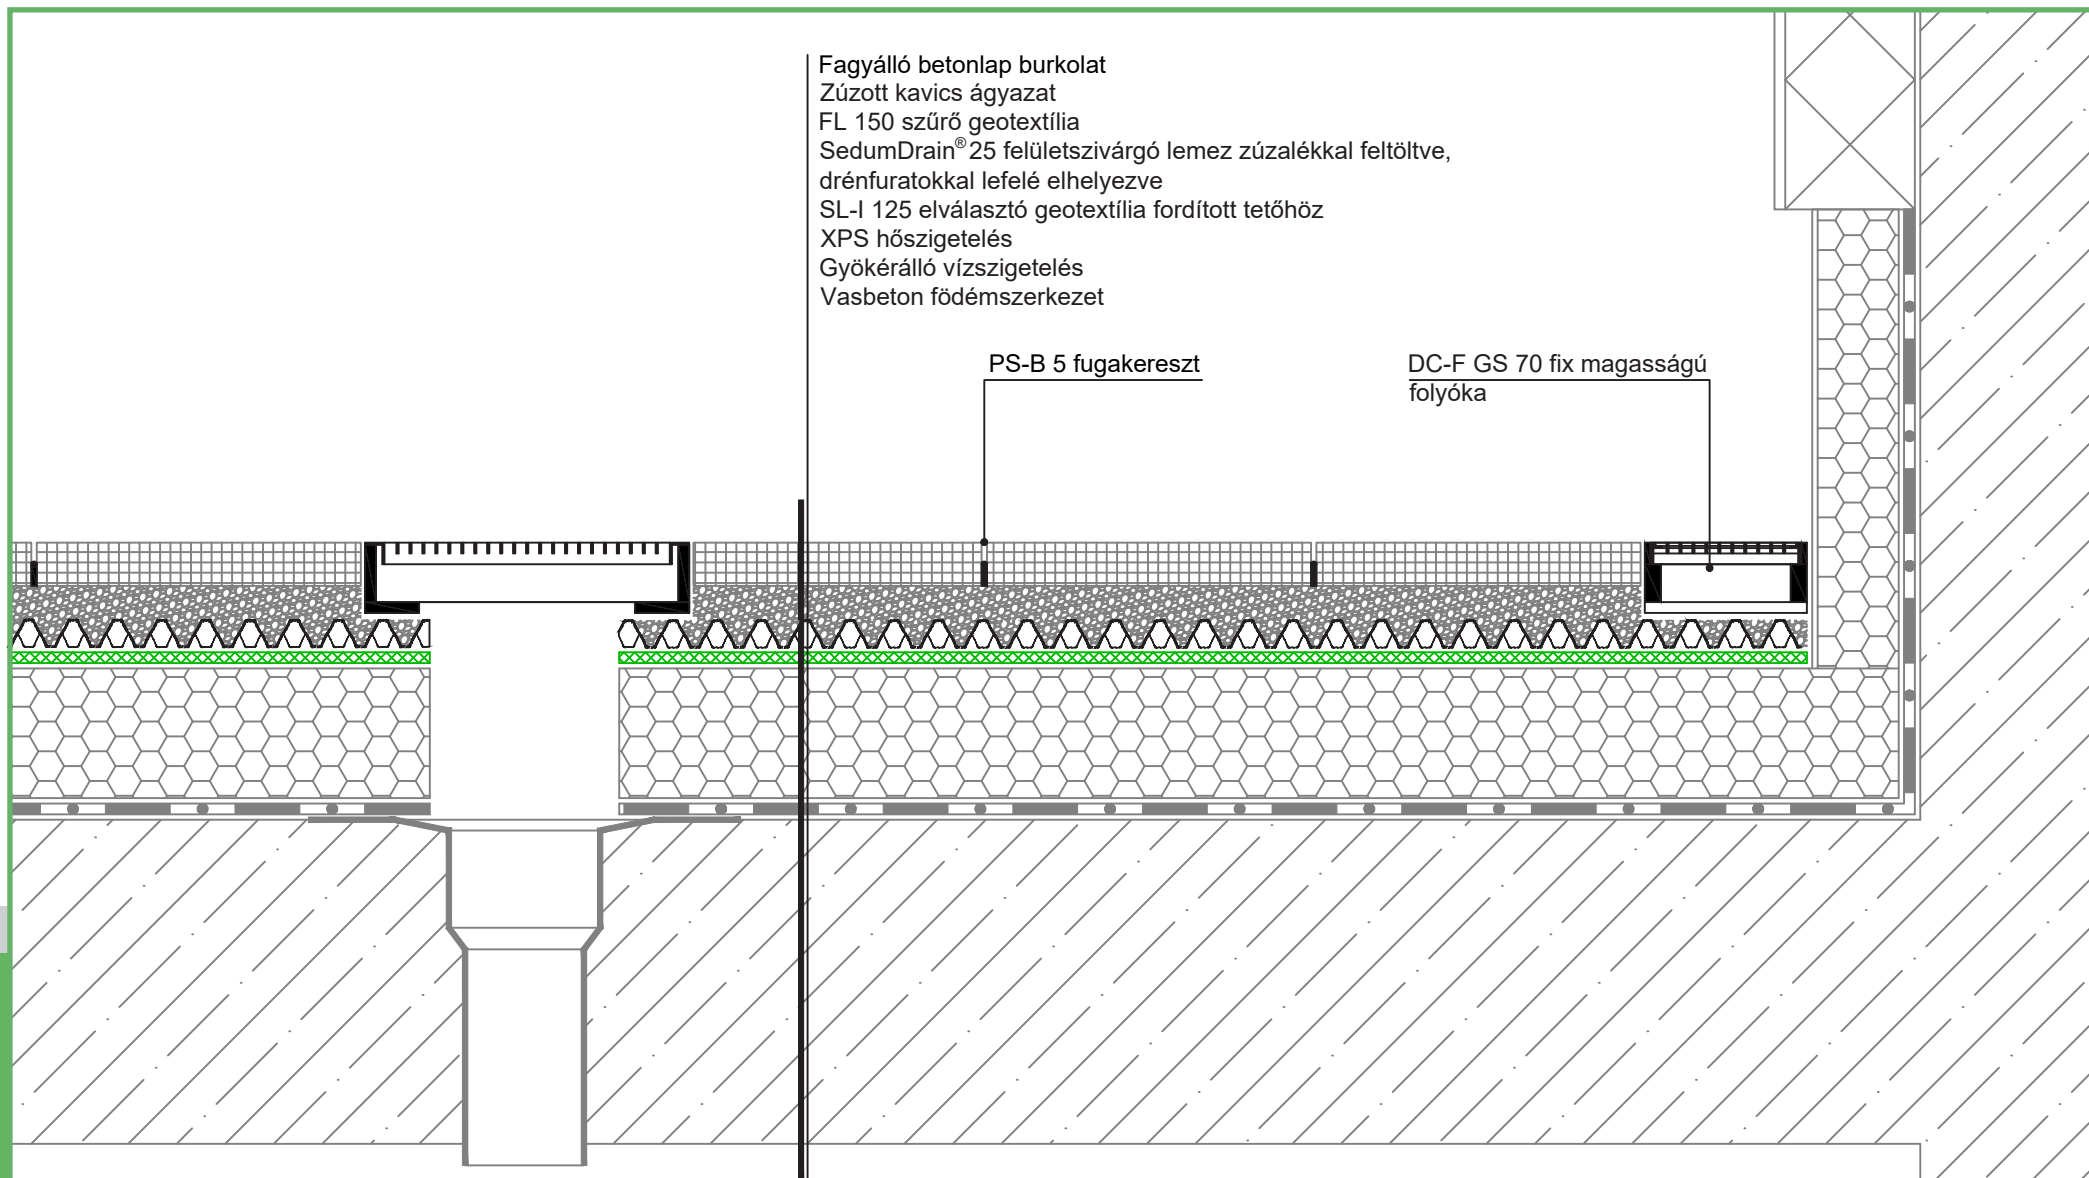 Fagyálló betonlap burkolat
Zúzott kavics ágyazat
FL 150 szűrő geotextília
SedumDrain® 25 felületszivárgó lemez zúzalékkal feltöltve,
drénfuratokkal lefelé elhelyezve
SL-I 125 elválasztó geotextília fordított tetőhöz
XPS hőszigetelés
Gyökérálló vízszigetelés
Vasbeton födémszerkezet
PS-B 5 fugakereszt
DC-F GS 70 fix magasságú
folyóka